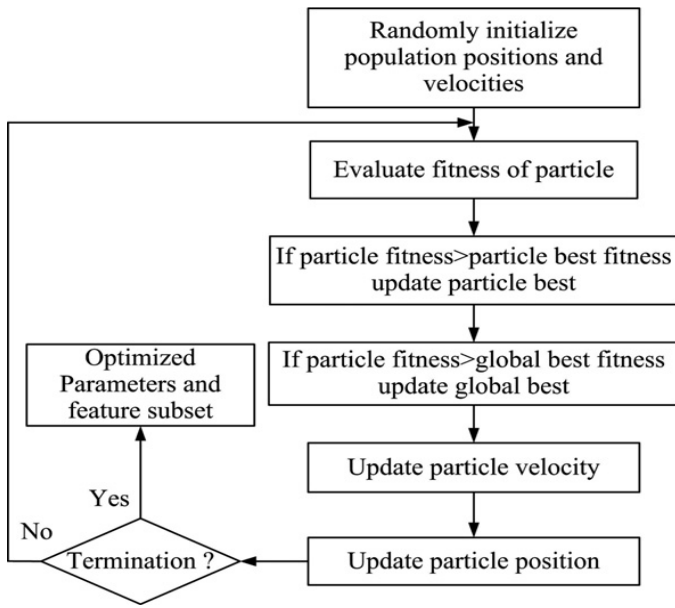 Randomly initialize
population positions and
velocities
Evaluate fitness of particle
If particle fitness>particle best fitness
update particle best
If particle fitness>global best fitness
update global best
Optimized
Parameters and
feature subset
Update particle velocity
Yes
No
Termination ?
Update particle position